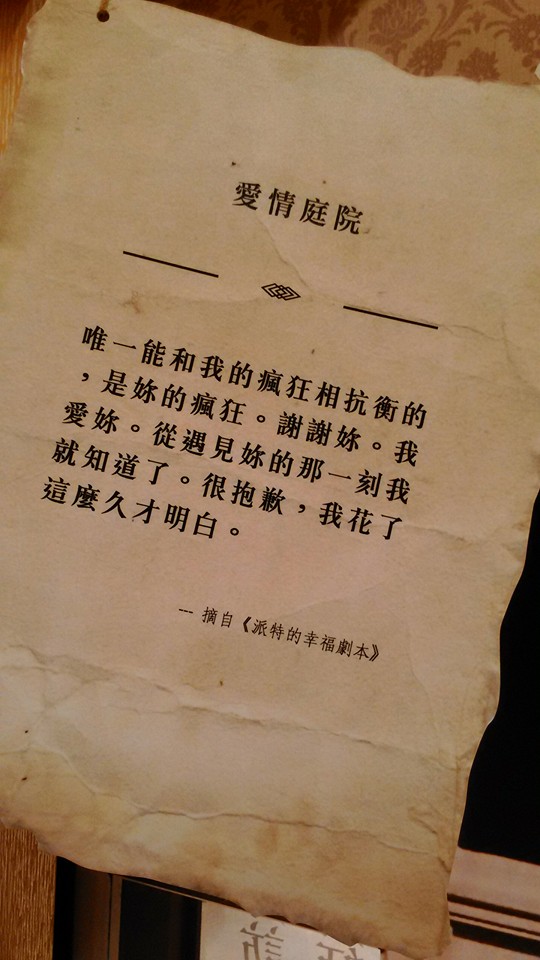 愛情庭院
唯一能和我的瘋狂相抗衡的
，是妳的瘋狂。謝謝妳。我
愛妳。從遇見妳的那一刻我
就知道了。很抱歉，我花了
這麼久才明白。
--- 摘自《派特的幸福劇本》